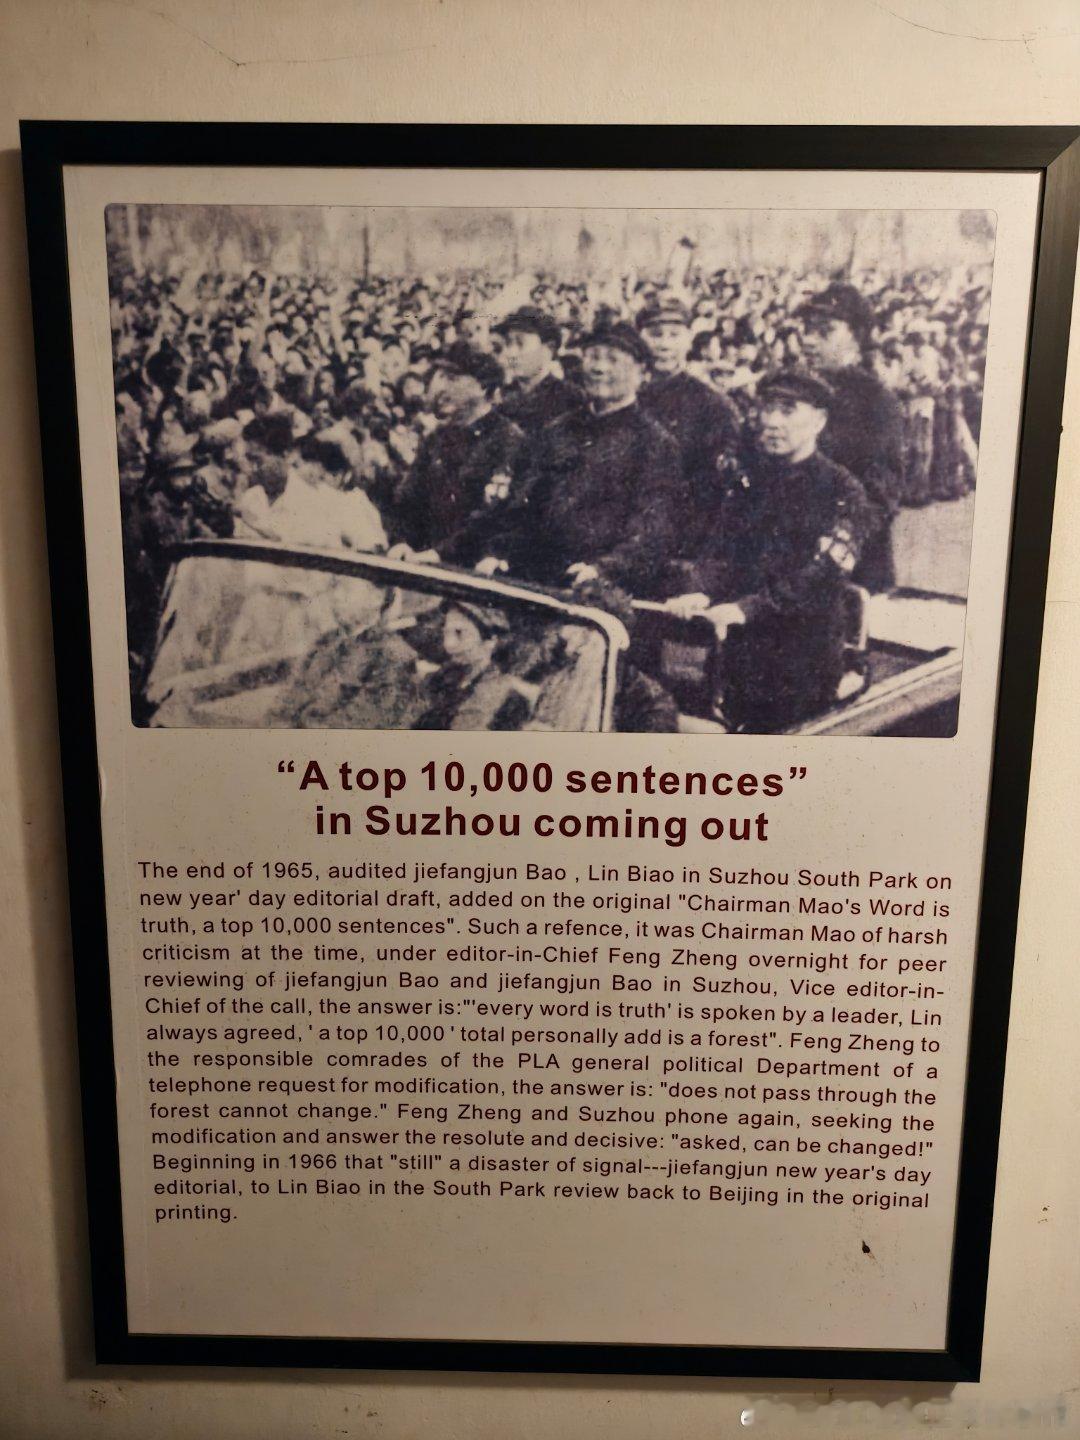 “A top 10,000 sentences”
in Suzhou coming out
The end of 1965, audited jiefangjun Bao , Lin Biao in Suzhou South Park on
new year' day editorial draft, added on the original "Chairman Mao's Word is
truth, a top 10,000 sentences". Such a refence, it was Chairman Mao of harsh
criticism at the time, under editor-in-Chief Feng Zheng overnight for peer
reviewing of jiefangjun Bao and jiefangjun Bao in Suzhou, Vice editor-in-
Chief of the call, the answer is:"'every word is truth' is spoken by a leader, Lin
always agreed, ' a top 10,000 ' total personally add is a forest". Feng Zheng to
the responsible comrades of the PLA general political Department of a
telephone request for modification, the answer is: "does not pass through the
forest cannot change." Feng Zheng and Suzhou phone again, seeking the
modification and answer the resolute and decisive: "asked, can be changed!"
Beginning in 1966 that "still" a disaster of signal---jiefangjun new year's day
editorial, to Lin Biao in the South Park review back to Beijing in the original
printing.